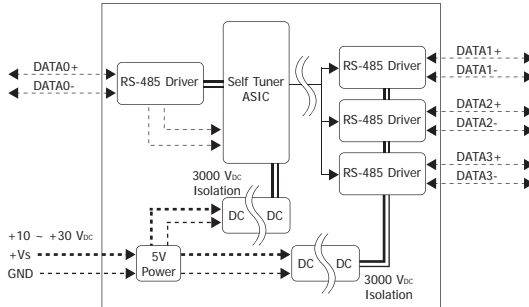 DATA0+
DATA0-
RS-485 Driver
Self Tuner
ASIC
RS-485 Driver
DATA1+
DATA1-
RS-485 Driver
DATA2+
DATA2-
RS-485 Driver
DATA3+
DATA3-
3000 VDC
Isolation
DC
DC
+10 ~ +30 VDC
+Vs
GND
5V
Power
DC
DC
3000 VDC
Isolation